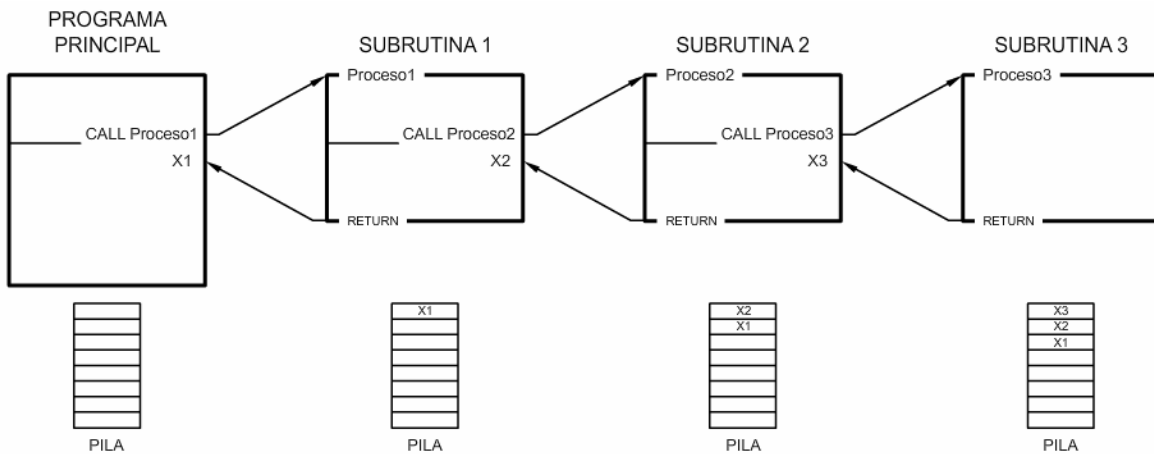 PROGRAMA
PRINCIPAL
SUBRUTINA 1
SUBRUTINA 2
SUBRUTINA 3
Proceso1
Proceso2
Proceso3
CALL Proceso1
CALL Proceso2
CALL Proceso3
X1
X2
X3
RETURN
RETURN
RETURN
X1
X2
X1
X3
X2
X1
PILA
PILA
PILA
PILA